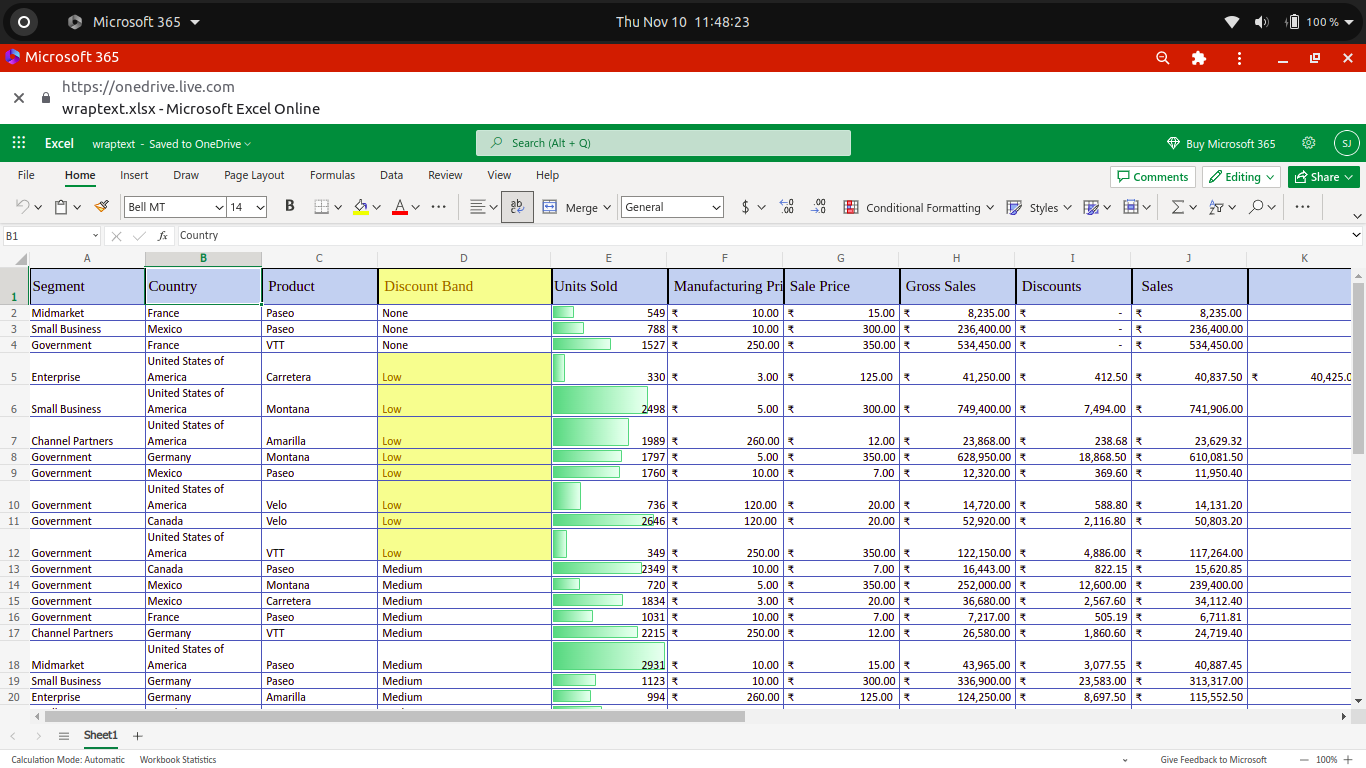 Microsoft 365 Thu Nov 10 11:48:23 100 %
Microsoft 365
https://onedrive.live.com
wraptext.xlsx - Microsoft Excel Online
Excel wraptext - Saved to OneDrive Search (Alt + Q) Buy Microsoft 365 SJ
File Home Insert Draw Page Layout Formulas Data Review View Help Comments Editing Share
Bell MT 14 B A ab Merge General $ .00 .00 Conditional Formatting Styles
B1 fx Country
A B C D E F G H I J K
1 Segment Country Product Discount Band Units Sold Manufacturing Pri Sale Price Gross Sales Discounts Sales
2 Midmarket France Paseo None 549 ₹ 10.00 ₹ 15.00 ₹ 8,235.00 ₹ - ₹ 8,235.00
3 Small Business Mexico Paseo None 788 ₹ 10.00 ₹ 300.00 ₹ 236,400.00 ₹ - ₹ 236,400.00
4 Government France VTT None 1527 ₹ 250.00 ₹ 350.00 ₹ 534,450.00 ₹ - ₹ 534,450.00
United States of
5 Enterprise America Carretera Low 330 ₹ 3.00 ₹ 125.00 ₹ 41,250.00 ₹ 412.50 ₹ 40,837.50 ₹ 40,425.0
United States of
6 Small Business America Montana Low 2498 ₹ 5.00 ₹ 300.00 ₹ 749,400.00 ₹ 7,494.00 ₹ 741,906.00
United States of
7 Channel Partners America Amarilla Low 1989 ₹ 260.00 ₹ 12.00 ₹ 23,868.00 ₹ 238.68 ₹ 23,629.32
8 Government Germany Montana Low 1797 ₹ 5.00 ₹ 350.00 ₹ 628,950.00 ₹ 18,868.50 ₹ 610,081.50
9 Government Mexico Paseo Low 1760 ₹ 10.00 ₹ 7.00 ₹ 12,320.00 ₹ 369.60 ₹ 11,950.40
United States of
10 Government America Velo Low 736 ₹ 120.00 ₹ 20.00 ₹ 14,720.00 ₹ 588.80 ₹ 14,131.20
11 Government Canada Velo Low 2646 ₹ 120.00 ₹ 20.00 ₹ 52,920.00 ₹ 2,116.80 ₹ 50,803.20
United States of
12 Government America VTT Low 349 ₹ 250.00 ₹ 350.00 ₹ 122,150.00 ₹ 4,886.00 ₹ 117,264.00
13 Government Canada Paseo Medium 2349 ₹ 10.00 ₹ 7.00 ₹ 16,443.00 ₹ 822.15 ₹ 15,620.85
14 Government Mexico Montana Medium 720 ₹ 5.00 ₹ 350.00 ₹ 252,000.00 ₹ 12,600.00 ₹ 239,400.00
15 Government Mexico Carretera Medium 1834 ₹ 3.00 ₹ 20.00 ₹ 36,680.00 ₹ 2,567.60 ₹ 34,112.40
16 Government France Paseo Medium 1031 ₹ 10.00 ₹ 7.00 ₹ 7,217.00 ₹ 505.19 ₹ 6,711.81
17 Channel Partners Germany VTT Medium 2215 ₹ 250.00 ₹ 12.00 ₹ 26,580.00 ₹ 1,860.60 ₹ 24,719.40
United States of
18 Midmarket America Paseo Medium 2931 ₹ 10.00 ₹ 15.00 ₹ 43,965.00 ₹ 3,077.55 ₹ 40,887.45
19 Small Business Germany Paseo Medium 1123 ₹ 10.00 ₹ 300.00 ₹ 336,900.00 ₹ 23,583.00 ₹ 313,317.00
20 Enterprise Germany Amarilla Medium 994 ₹ 260.00 ₹ 125.00 ₹ 124,250.00 ₹ 8,697.50 ₹ 115,552.50
Sheet1
Calculation Mode: Automatic Workbook Statistics Give Feedback to Microsoft 100%